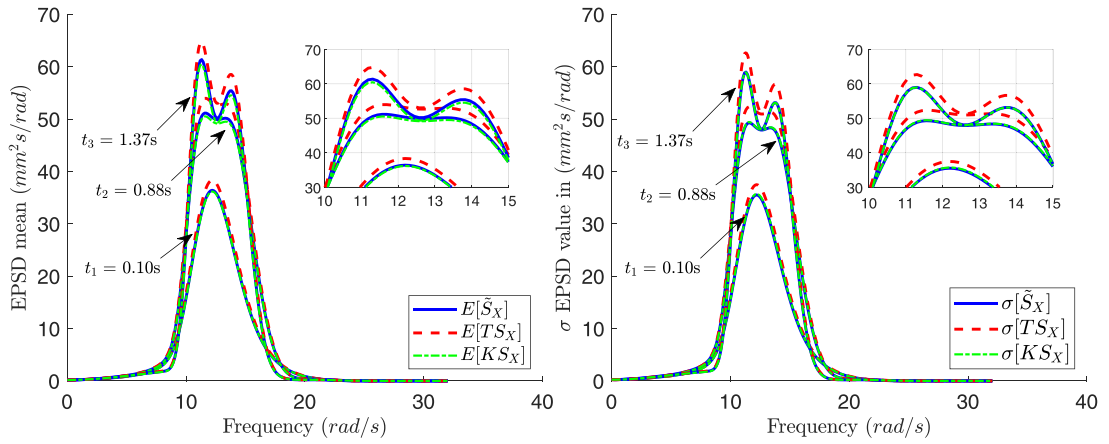 70
60
50
40
30
20
10
0
EPSD mean (mm²s/rad)
0 10 20 30 40
Frequency (rad/s)
t₃ = 1.37s
t₂ = 0.88s
t₁ = 0.10s
70
60
50
40
30
10 11 12 13 14 15
E[S̃_X]
E[TS_X]
E[KS_X]
70
60
50
40
30
20
10
0
σ EPSD value in (mm²s/rad)
0 10 20 30 40
Frequency (rad/s)
t₃ = 1.37s
t₂ = 0.88s
t₁ = 0.10s
70
60
50
40
30
10 11 12 13 14 15
σ[S̃_X]
σ[TS_X]
σ[KS_X]